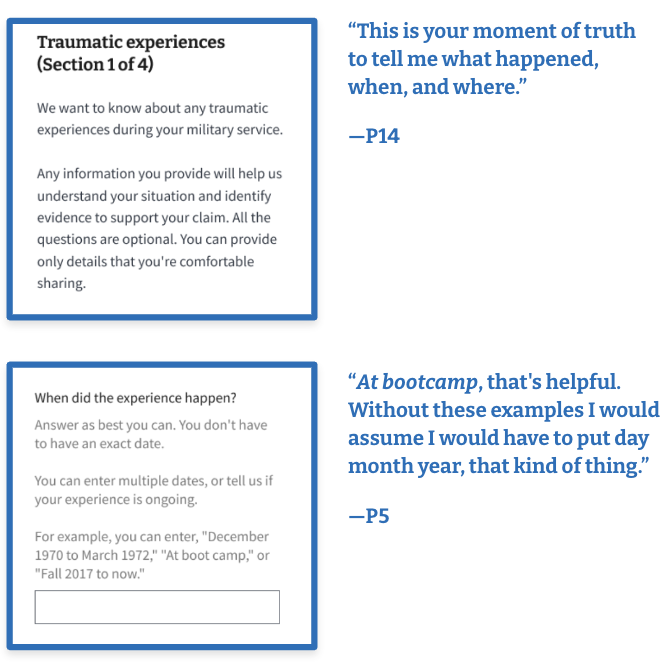 Traumatic experiences
(Section 1 of 4)
We want to know about any traumatic
experiences during your military service.
Any information you provide will help us
understand your situation and identify
evidence to support your claim. All the
questions are optional. You can provide
only details that you're comfortable
sharing.
“This is your moment of truth
to tell me what happened,
when, and where.”
—P14
When did the experience happen?
Answer as best you can. You don't have
to have an exact date.
You can enter multiple dates, or tell us if
your experience is ongoing.
For example, you can enter, "December
1970 to March 1972," "At boot camp," or
"Fall 2017 to now."
“At bootcamp, that's helpful.
Without these examples I would
assume I would have to put day
month year, that kind of thing.”
—P5